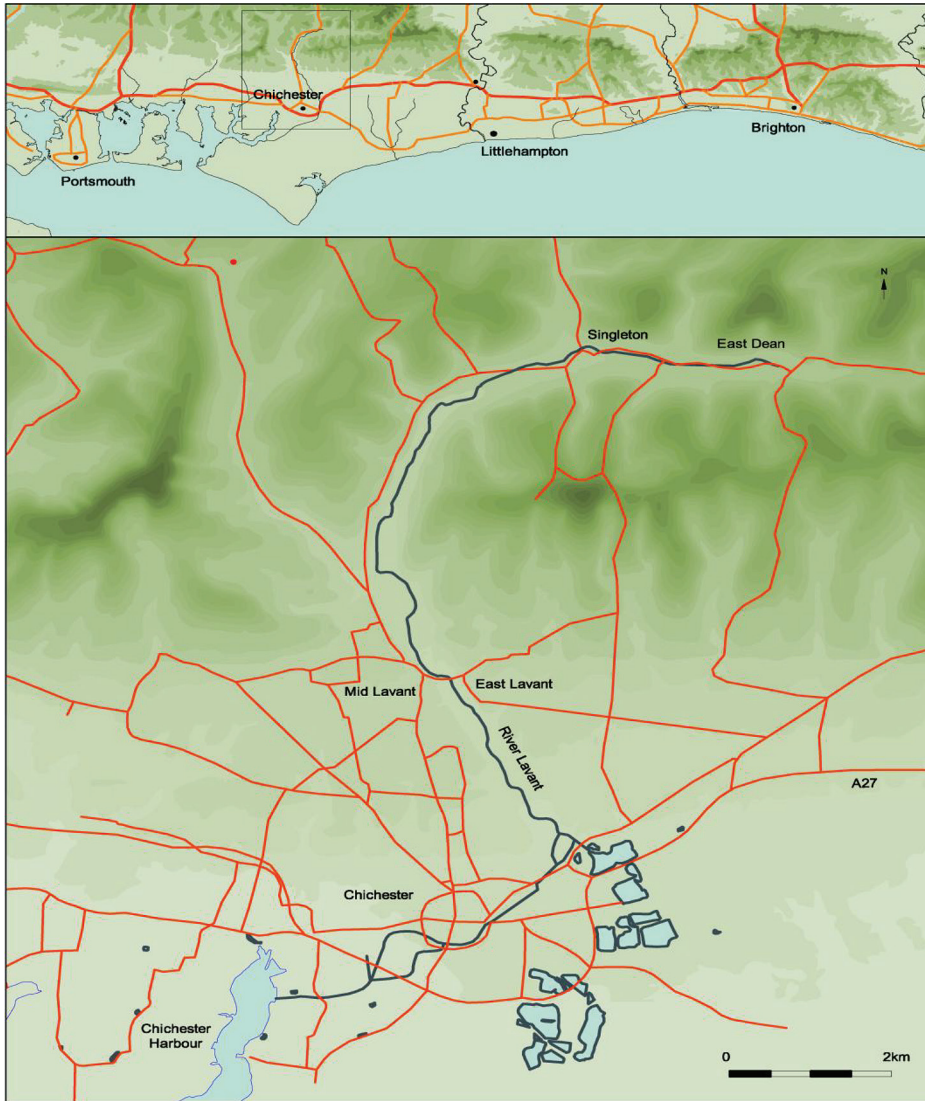 Chichester
Brighton
Littlehampton
Portsmouth
N
Singleton
East Dean
Mid Lavant
East Lavant
River Lavant
A27
Chichester
Chichester
Harbour
0
2km